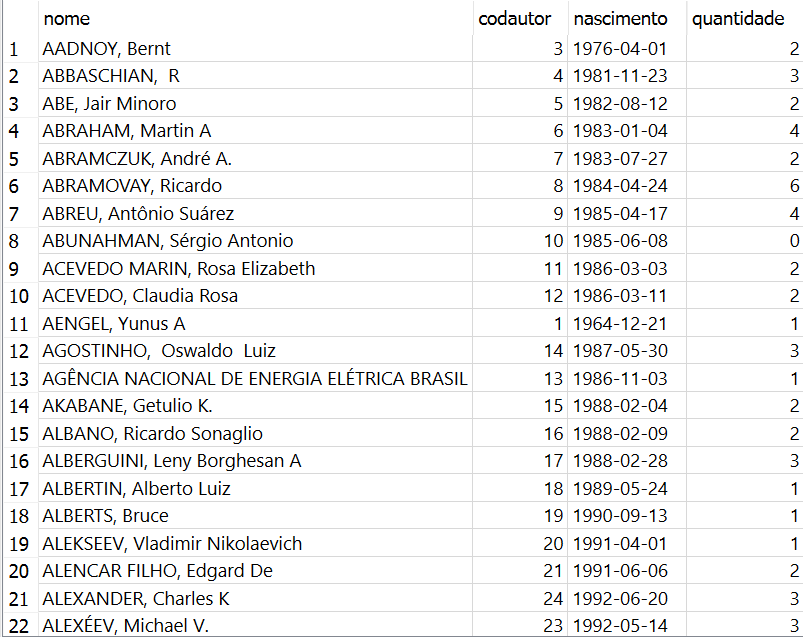 nome codautor nascimento quantidade
1 AADNOY, Bernt 3 1976-04-01 2
2 ABBASCHIAN,  R 4 1981-11-23 3
3 ABE, Jair Minoro 5 1982-08-12 2
4 ABRAHAM, Martin A 6 1983-01-04 4
5 ABRAMCZUK, André A. 7 1983-07-27 2
6 ABRAMOVAY, Ricardo 8 1984-04-24 6
7 ABREU, Antônio Suárez 9 1985-04-17 4
8 ABUNAHMAN, Sérgio Antonio 10 1985-06-08 0
9 ACEVEDO MARIN, Rosa Elizabeth 11 1986-03-03 2
10 ACEVEDO, Claudia Rosa 12 1986-03-11 2
11 AENGEL, Yunus A 1 1964-12-21 1
12 AGOSTINHO,  Oswaldo  Luiz 14 1987-05-30 3
13 AGÊNCIA NACIONAL DE ENERGIA ELÉTRICA BRASIL 13 1986-11-03 1
14 AKABANE, Getulio K. 15 1988-02-04 2
15 ALBANO, Ricardo Sonaglio 16 1988-02-09 2
16 ALBERGUINI, Leny Borghesan A 17 1988-02-28 3
17 ALBERTIN, Alberto Luiz 18 1989-05-24 1
18 ALBERTS, Bruce 19 1990-09-13 1
19 ALEKSEEV, Vladimir Nikolaevich 20 1991-04-01 1
20 ALENCAR FILHO, Edgard De 21 1991-06-06 2
21 ALEXANDER, Charles K 24 1992-06-20 3
22 ALEXÉEV, Michael V. 23 1992-05-14 3